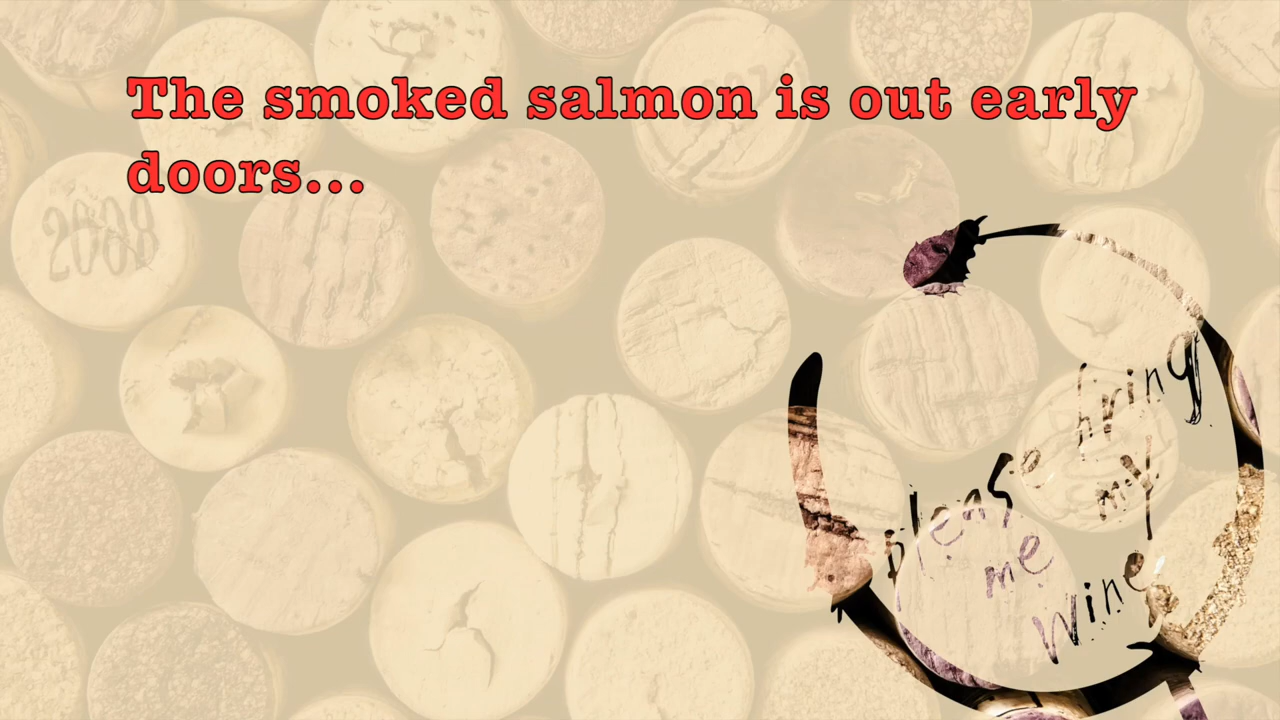 The smoked salmon is out early
doors...
2008
please bring
me my
wine